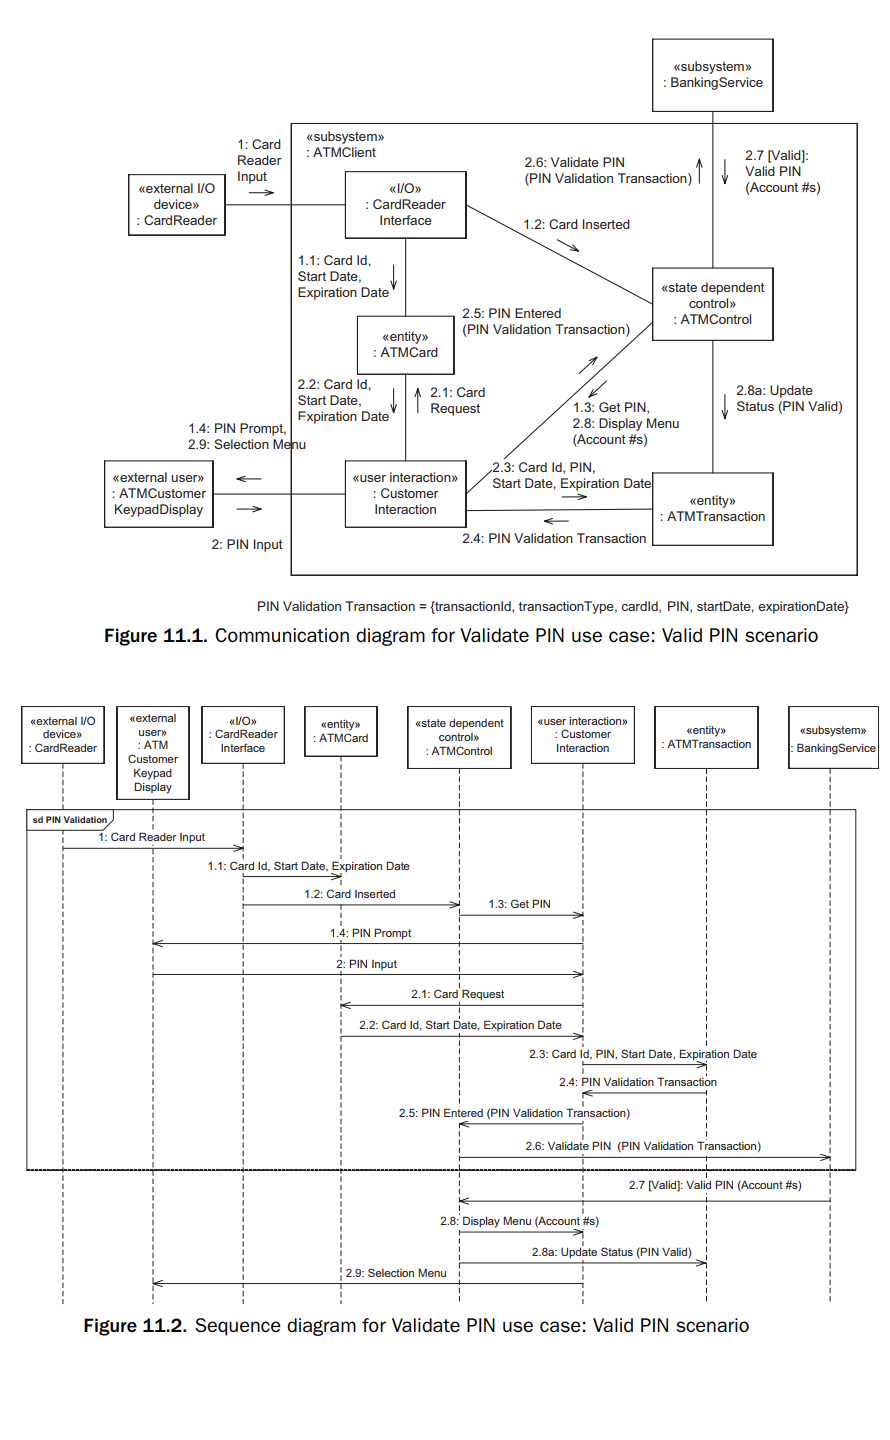 «subsystem»
: BankingService
«subsystem»
: ATMClient
1: Card
Reader
Input
2.6: Validate PIN
(PIN Validation Transaction)
2.7 [Valid]:
Valid PIN
(Account #s)
«external I/O
device»
: CardReader
«I/O»
: CardReader
Interface
1.2: Card Inserted
1.1: Card Id,
Start Date,
Expiration Date
«state dependent
control»
: ATMControl
2.5: PIN Entered
(PIN Validation Transaction)
«entity»
: ATMCard
2.2: Card Id,
Start Date,
Expiration Date
2.1: Card
Request
1.3: Get PIN,
2.8: Display Menu
(Account #s)
2.8a: Update
Status (PIN Valid)
1.4: PIN Prompt,
2.9: Selection Menu
«external user»
: ATMCustomer
KeypadDisplay
«user interaction»
: Customer
Interaction
2.3: Card Id, PIN,
Start Date, Expiration Date
«entity»
: ATMTransaction
2: PIN Input
2.4: PIN Validation Transaction
PIN Validation Transaction = {transactionId, transactionType, cardId, PIN, startDate, expirationDate}
Figure 11.1. Communication diagram for Validate PIN use case: Valid PIN scenario
«external I/O
device»
: CardReader
«external
user»
: ATM
Customer
Keypad
Display
«I/O»
: CardReader
Interface
«entity»
: ATMCard
«state dependent
control»
: ATMControl
«user interaction»
: Customer
Interaction
«entity»
: ATMTransaction
«subsystem»
: BankingService
sd PIN Validation
1: Card Reader Input
1.1: Card Id, Start Date, Expiration Date
1.2: Card Inserted
1.3: Get PIN
1.4: PIN Prompt
2: PIN Input
2.1: Card Request
2.2: Card Id, Start Date, Expiration Date
2.3: Card Id, PIN, Start Date, Expiration Date
2.4: PIN Validation Transaction
2.5: PIN Entered (PIN Validation Transaction)
2.6: Validate PIN (PIN Validation Transaction)
2.7 [Valid]: Valid PIN (Account #s)
2.8: Display Menu (Account #s)
2.8a: Update Status (PIN Valid)
2.9: Selection Menu
Figure 11.2. Sequence diagram for Validate PIN use case: Valid PIN scenario